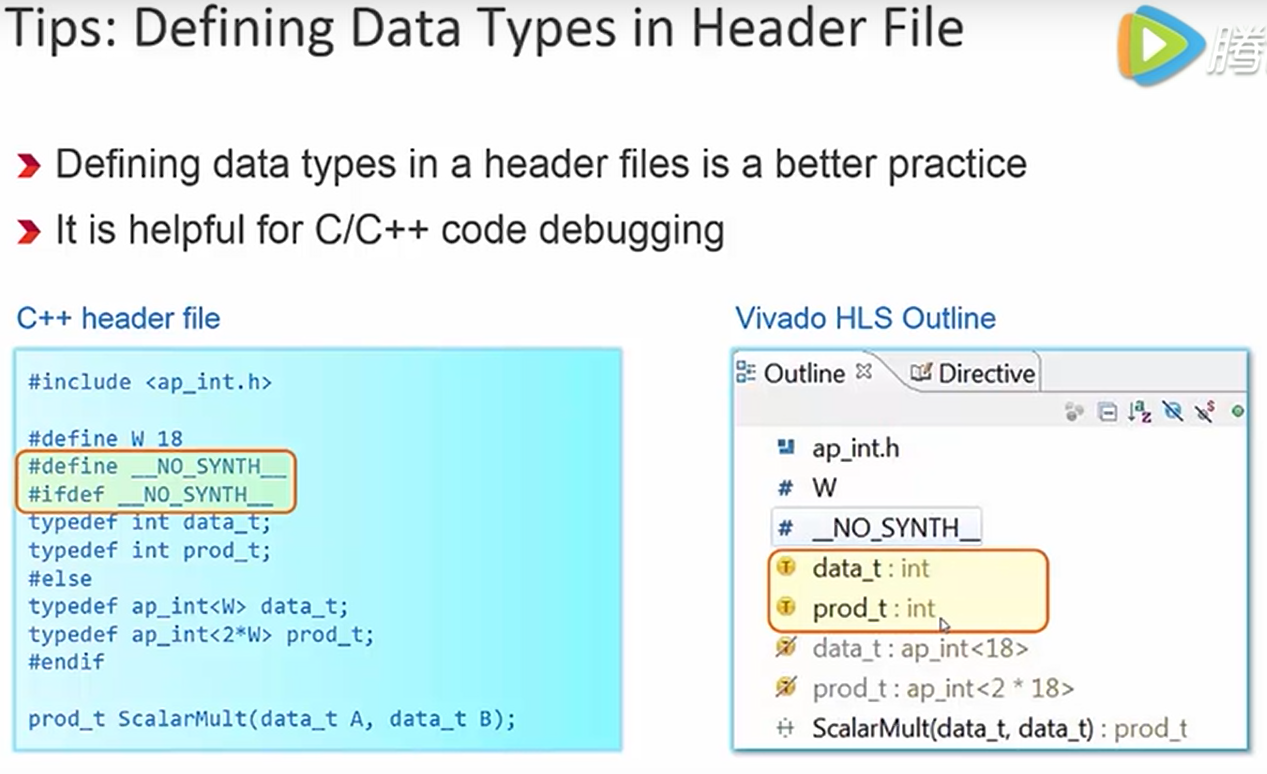 Tips: Defining Data Types in Header File
Defining data types in a header files is a better practice
It is helpful for C/C++ code debugging
C++ header file
#include <ap_int.h>
#define W 18
#define __NO_SYNTH__
#ifdef __NO_SYNTH__
typedef int data_t;
typedef int prod_t;
#else
typedef ap_int<W> data_t;
typedef ap_int<2*W> prod_t;
#endif
prod_t ScalarMult(data_t A, data_t B);
Vivado HLS Outline
Outline Directive
ap_int.h
# W
# __NO_SYNTH__
data_t : int
prod_t : int
data_t : ap_int<18>
prod_t : ap_int<2 * 18>
ScalarMult(data_t, data_t) : prod_t